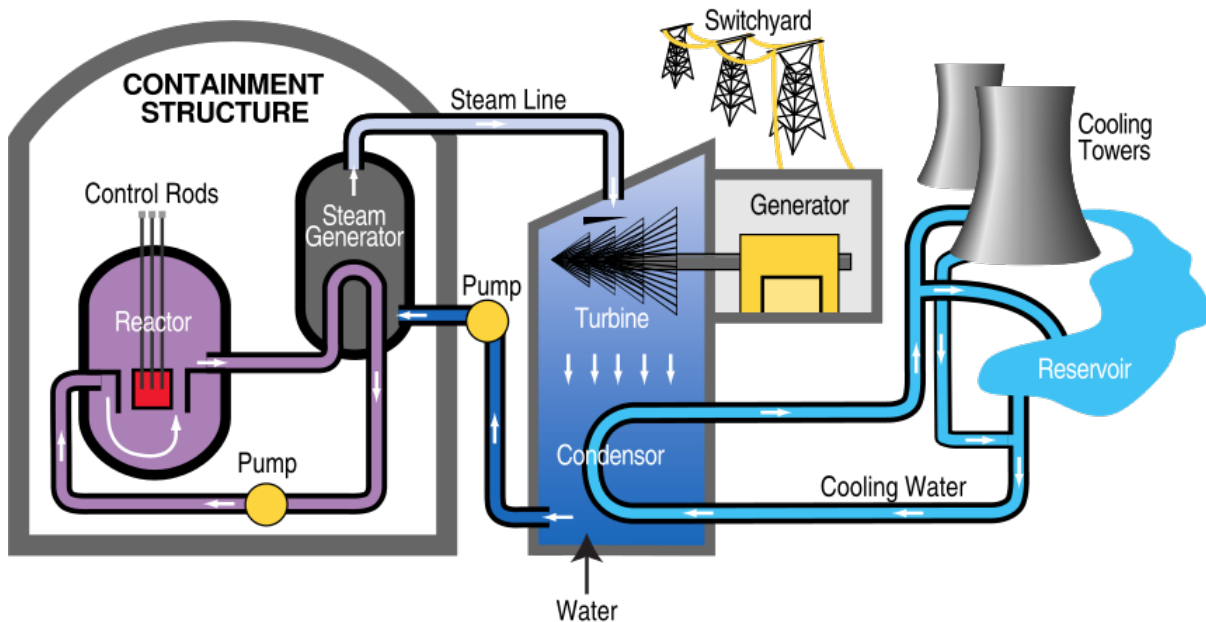 Switchyard
CONTAINMENT
STRUCTURE
Steam Line
Cooling
Towers
Control Rods
Steam
Generator
Generator
Pump
Reactor
Turbine
Reservoir
Condensor
Pump
Cooling Water
Water